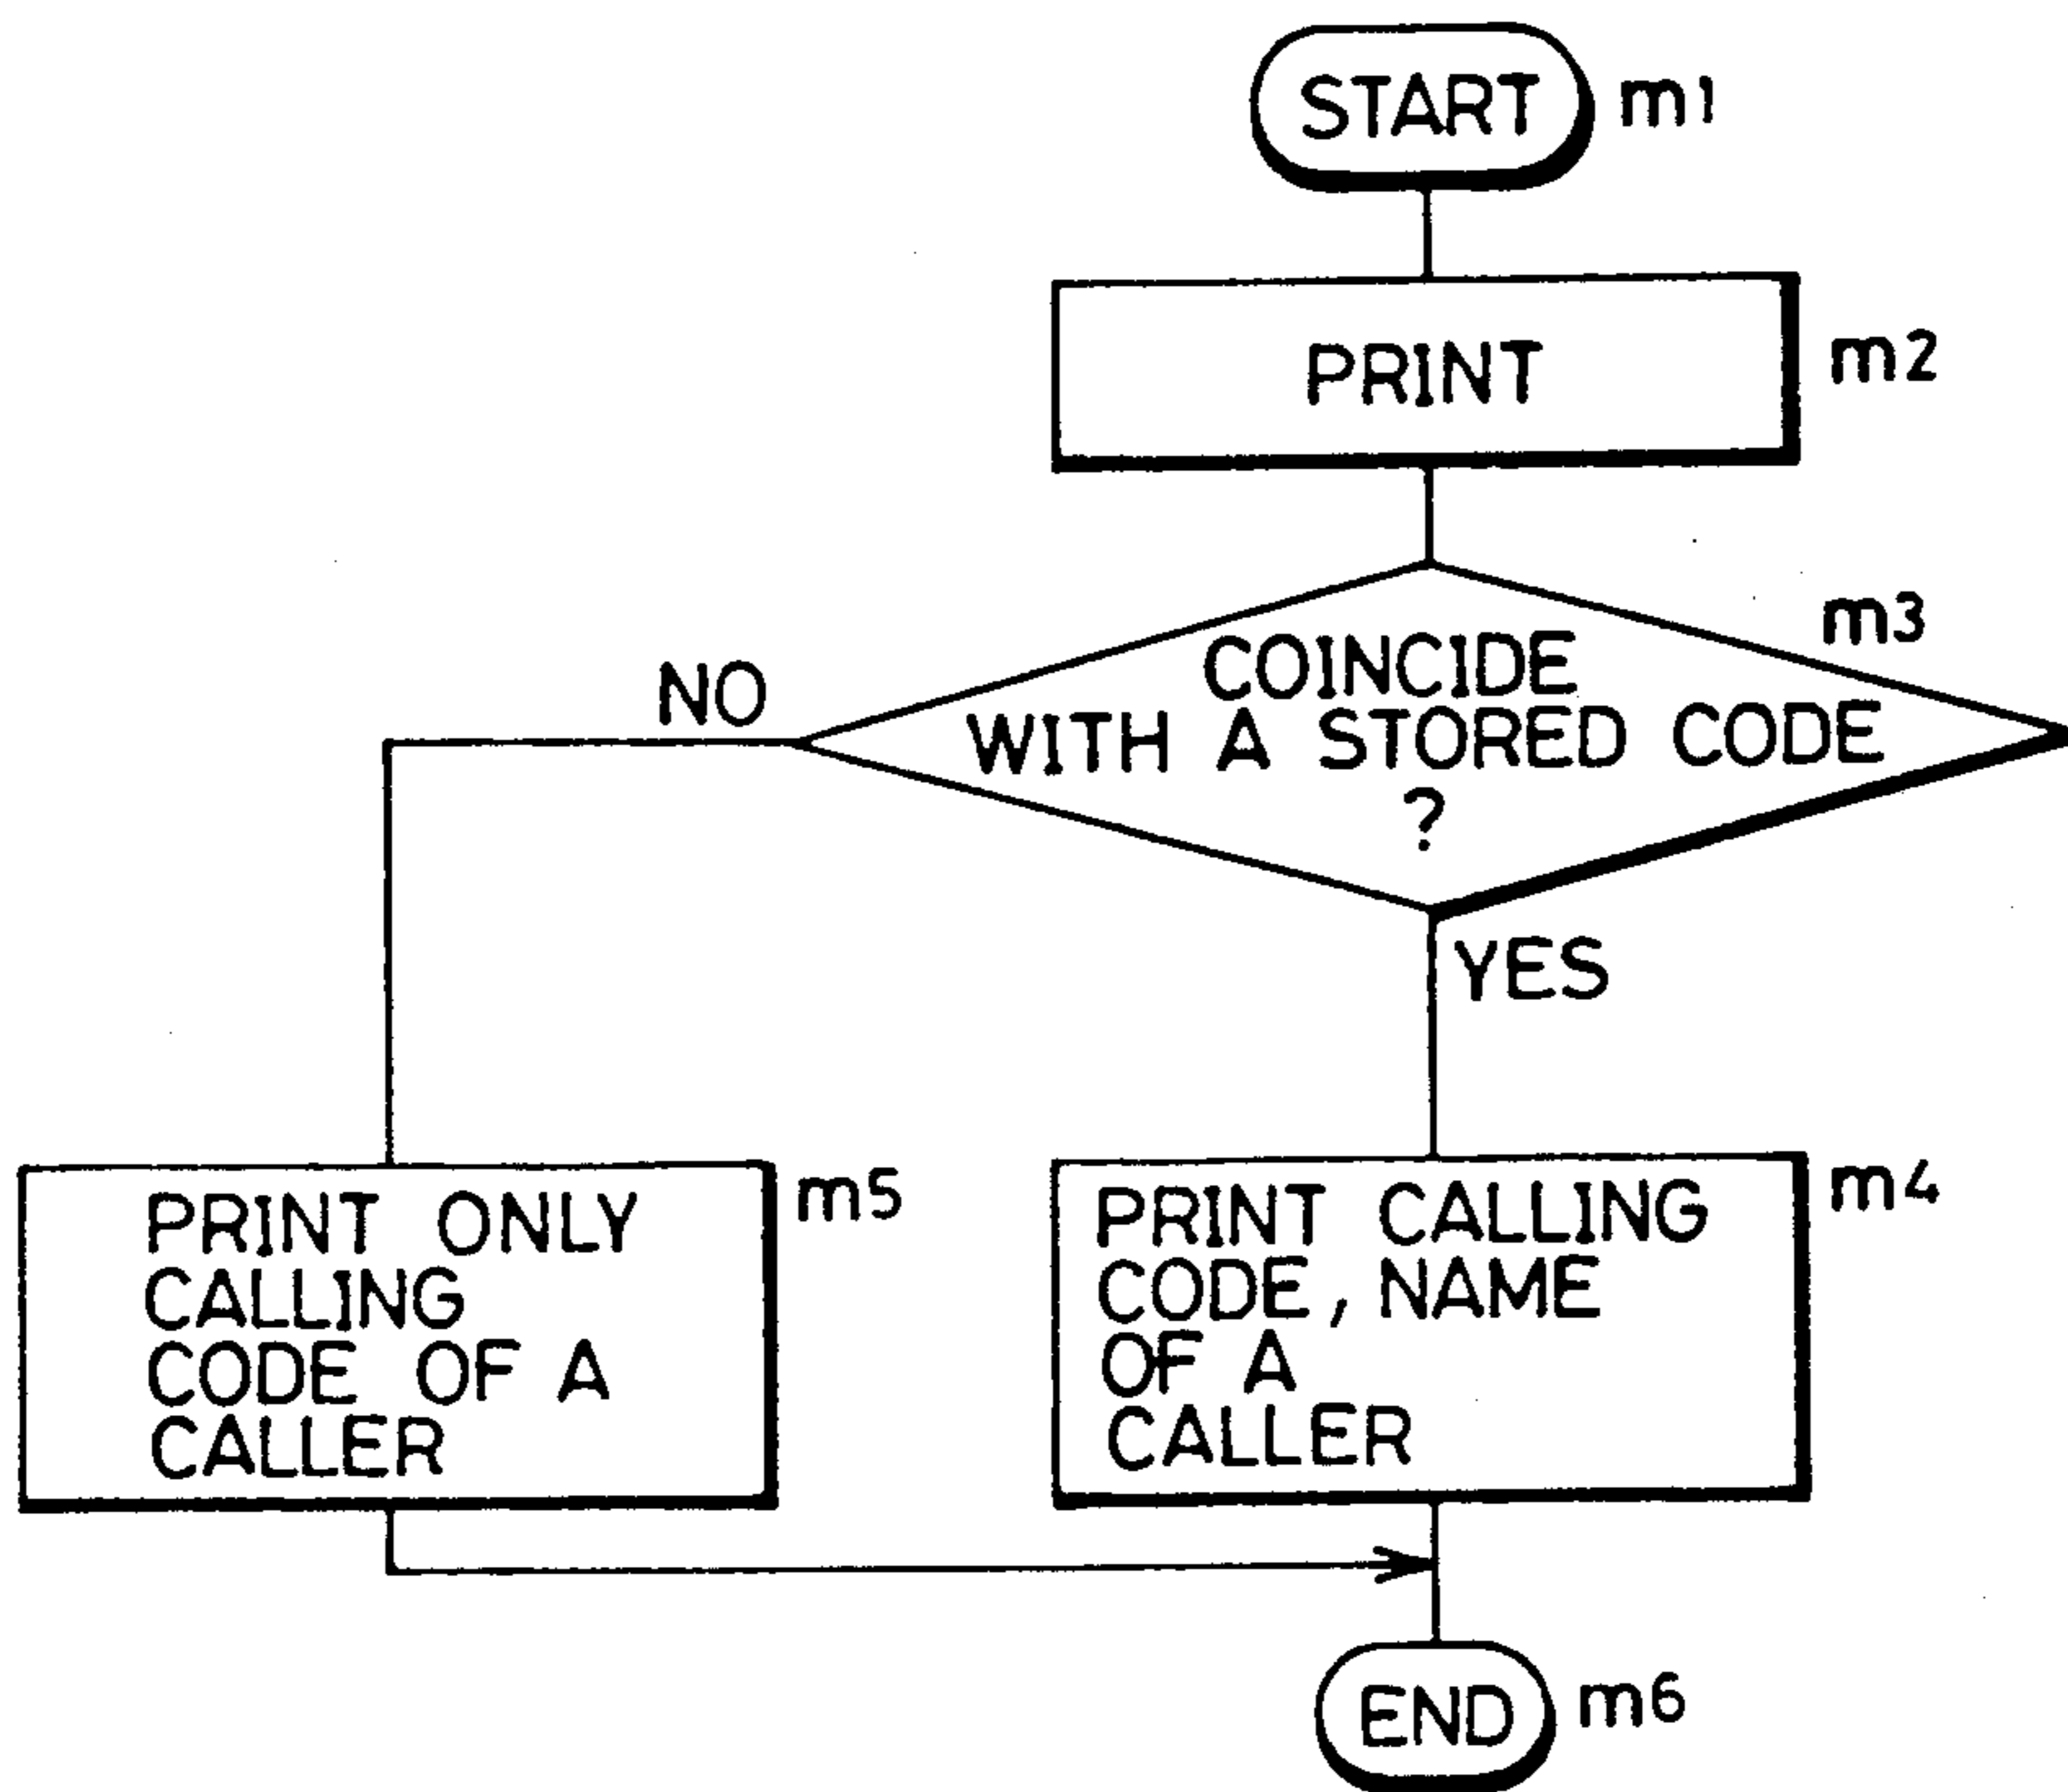 START m1
PRINT m2
m3
COINCIDE
NO
WITH A STORED CODE
?
YES
PRINT ONLY
CALLING
CODE OF A
CALLER
m5
PRINT CALLING
CODE, NAME
OF A
CALLER
m4
END m6